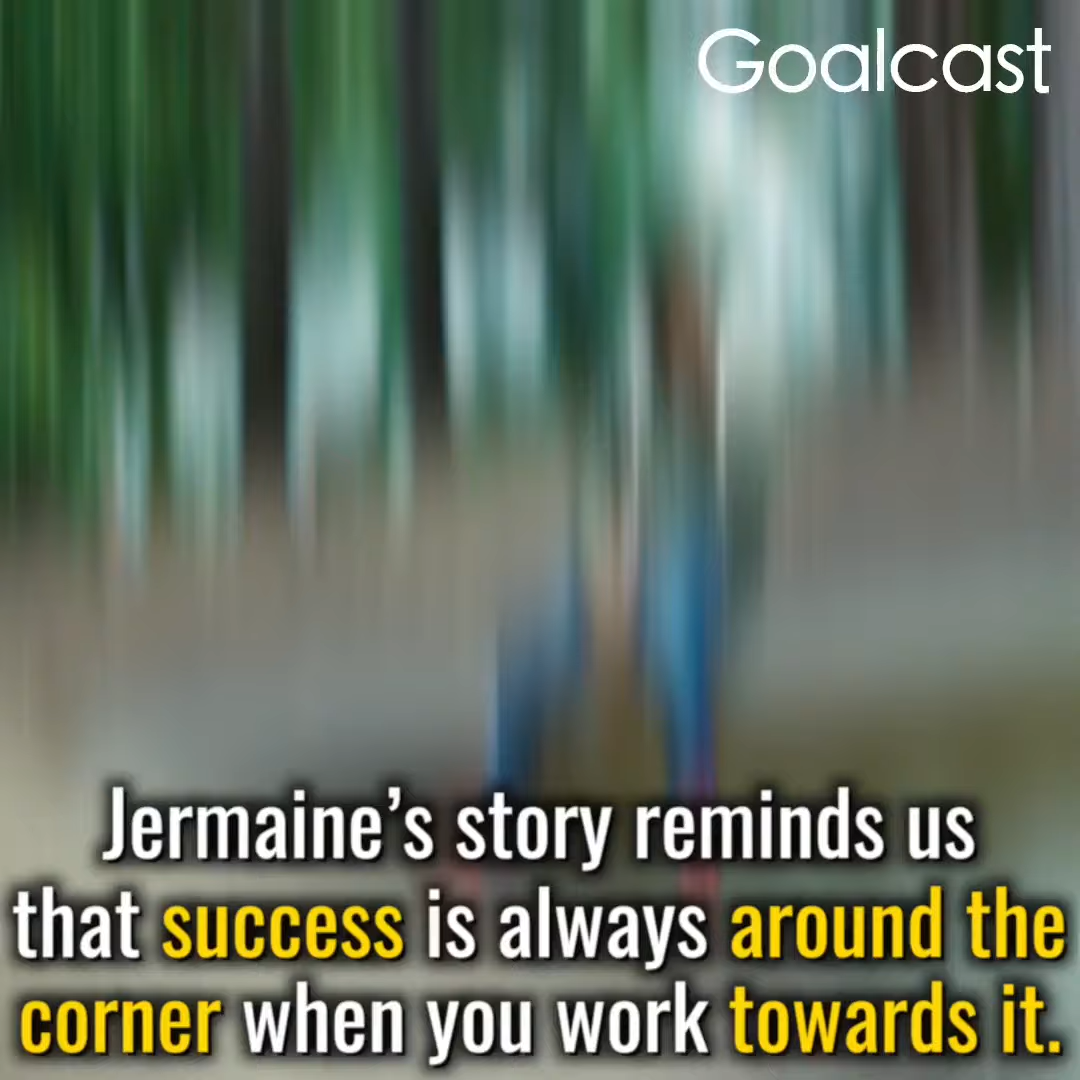 Goalcast
Jermaine’s story reminds us
that success is always around the
corner when you work towards it.